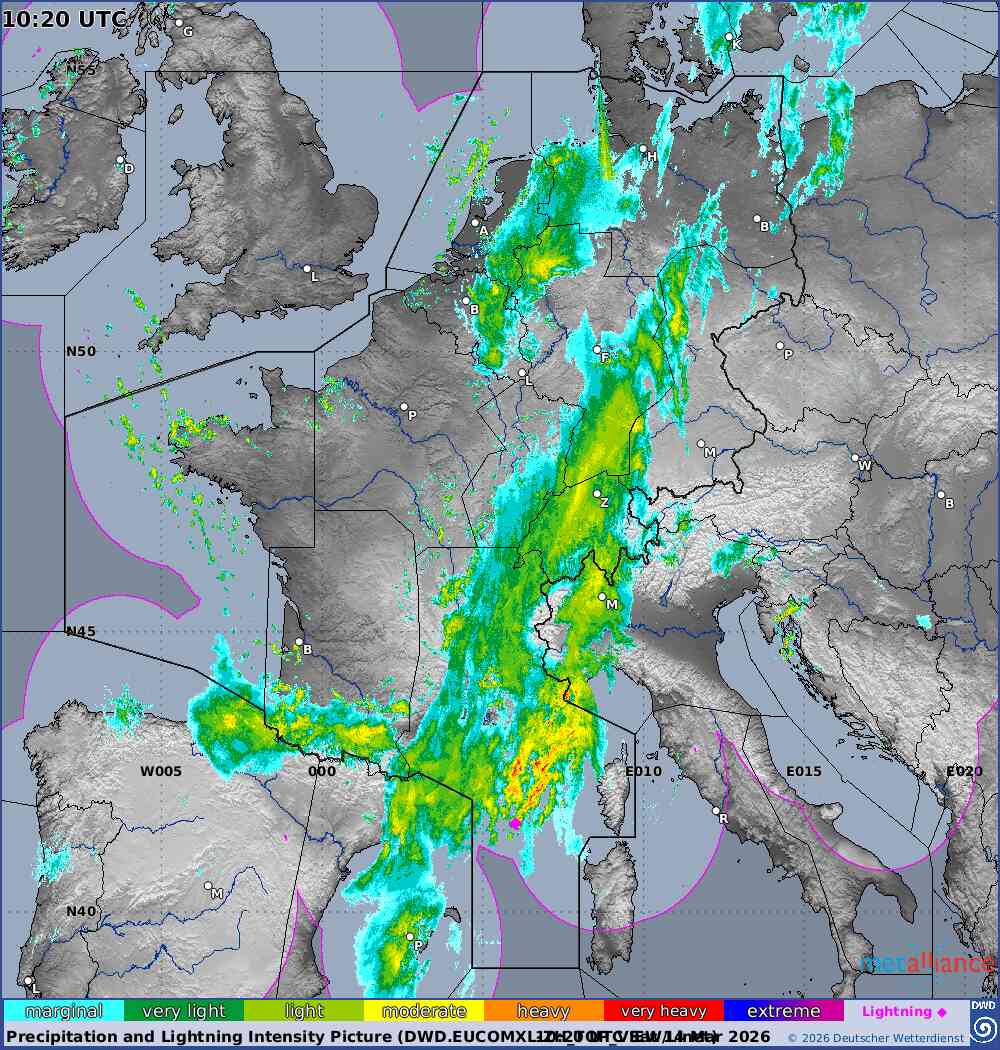 10:20 UTC
G
K
N55
H
D
A
B
L
B
N50
F
P
L
P
M
W
Z
B
M
N45
B
W005
000
E010
E015
E020
R
M
N40
P
L
metalliance
marginal
very light
light
moderate
heavy
very heavy
extreme
Lightning ◆
DWD
Precipitation and Lightning Intensity Picture (DWD.EUCOMXL
2026
© 2026 Deutscher Wetterdienst